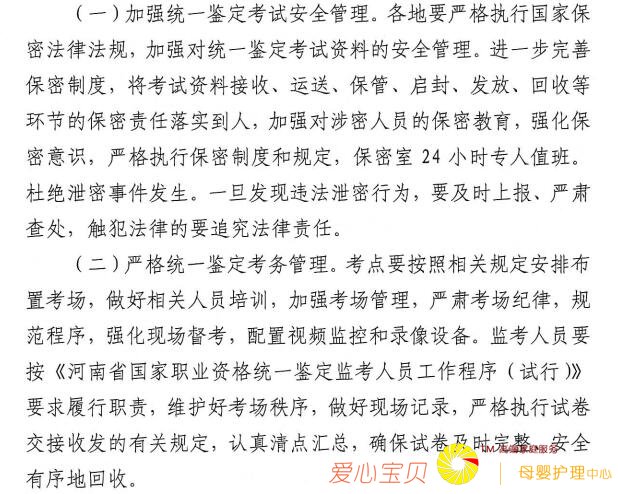 （一）加强统一鉴定考试安全管理。各地要严格执行国家保
密法律法规，加强对统一鉴定考试资料的安全管理。进一步完善
保密制度，将考试资料接收、运送、保管、启封、发放、回收等
环节的保密责任落实到人，加强对涉密人员的保密教育，强化保
密意识，严格执行保密制度和规定，保密室 24 小时专人值班。
杜绝泄密事件发生。一旦发现违法泄密行为，要及时上报、严肃
查处，触犯法律的要追究法律责任。
（二）严格统一鉴定考务管理。考点要按照相关规定安排布
置考场，做好相关人员培训，加强考场管理，严肃考场纪律，规
范程序，强化现场督考，配置视频监控和录像设备。监考人员要
按《河南省国家职业资格统一鉴定监考人员工作程序（试行）》
要求履行职责，维护好考场秩序，做好现场记录，严格执行试卷
交接收发的有关规定，认真清点汇总，确保试卷及时完整、安全
有序地回收。
TM 家庭服务
爱心宝贝 | 母婴护理中心